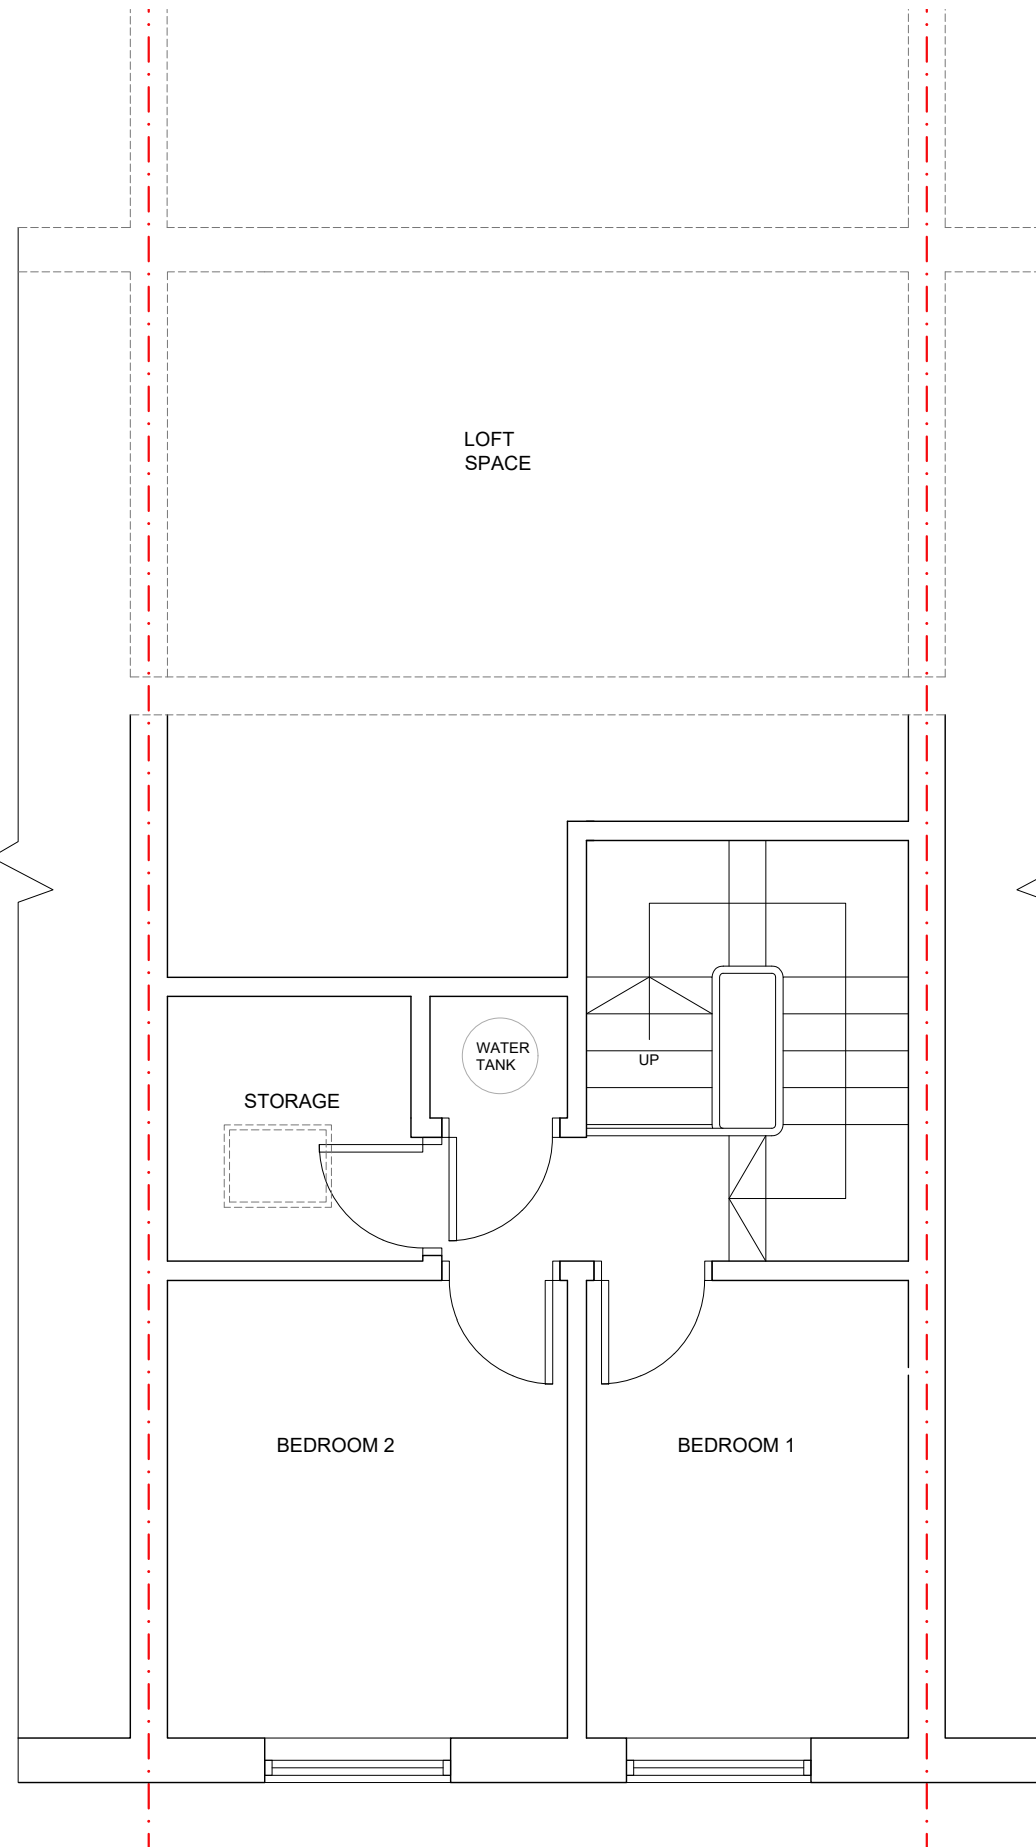 LOFT
SPACE
WATER
TANK
UP
STORAGE
BEDROOM 2
BEDROOM 1